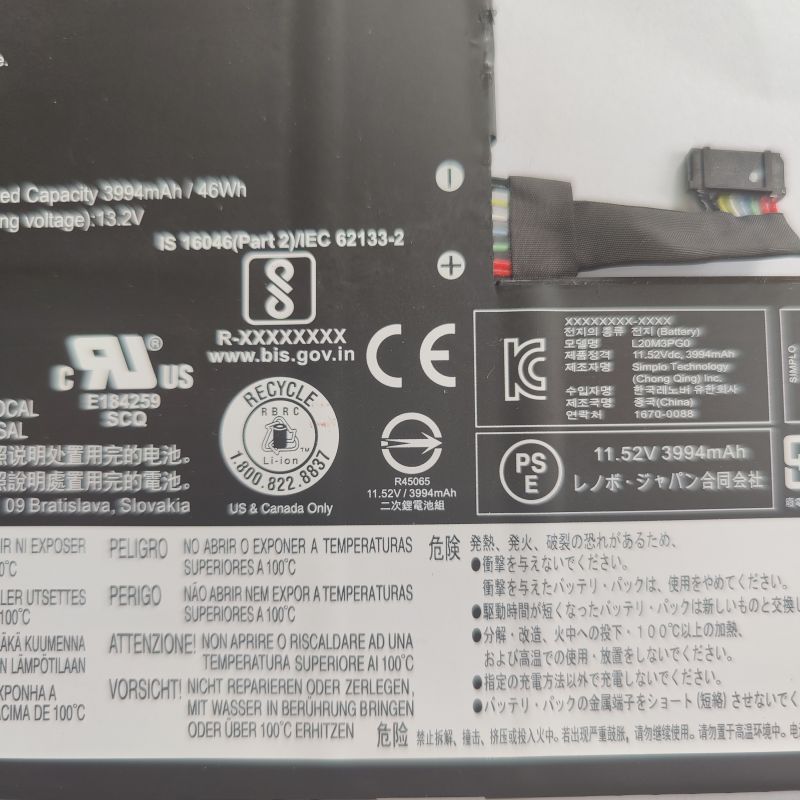 e.
ed Capacity 3994mAh / 46Wh
ng voltage):13.2V
IS 16046(Part 2)/IEC 62133-2
R-XXXXXXXX
www.bis.gov.in
c RU ® US
E184259
SCQ
CE
RECYCLE
RBRC
Li-ion
TM
1.800.822.8837
US & Canada Only
R45065
11.52V / 3994mAh
二次鋰電池組
XXXXXXXX-XXXX
전지의 종류 전지 (Battery)
모델명 L20M3PG0
제품정격 11.52Vdc, 3994mAh
제조자 Simplo Technology
(Chong Qing) Inc.
수입자명 한국레노버 유한회사
제조국명 중국(China)
연락처 1670-0088
SIMPLO
PS
E
11.52V 3994mAh
レノボ・ジャパン合同会社
OCAL
SAL
照说明处置用完的电池。
照說明處置用完的電池。
09 Bratislava, Slovakia
IR NI EXPOSER
0°C
LER UTSETTES
100°C
ÄKÄ KUUMENNA
N LÄMPÖTILAAN
XPONHA A
ACIMA DE 100°C
PELIGRO NO ABRIR O EXPONER A TEMPERATURAS
SUPERIORES A 100°C
PERIGO NÃO ABRIR NEM EXPOR A TEMPERATURAS
SUPERIORES A 100°C
ATTENZIONE! NON APRIRE O RISCALDARE AD UNA
TEMPERATURA SUPERIORE AI 100°C
VORSICHT! NICHT REPARIEREN ODER ZERLEGEN,
MIT WASSER IN BERÜHRUNG BRINGEN
ODER ÜBER 100°C ERHITZEN
危険 発熱、発火、破裂の恐れがあるため、
●衝撃を与えないでください。
衝撃を与えたバッテリ・パックは、使用をやめてください。
●駆動時間が短くなったバッテリ・パックは新しいものと交換し
●分解・改造、火中への投下・100℃以上の加熱、
および高温での使用・放置をしないでください。
●指定の充電方法以外で充電しないでください。
●バッテリ・パックの金属端子をショート(短絡)させないでく
危险 禁止拆解、撞击、挤压或投入火中。若出现严重鼓胀，请勿继续使用。请勿置于高温环境中。电